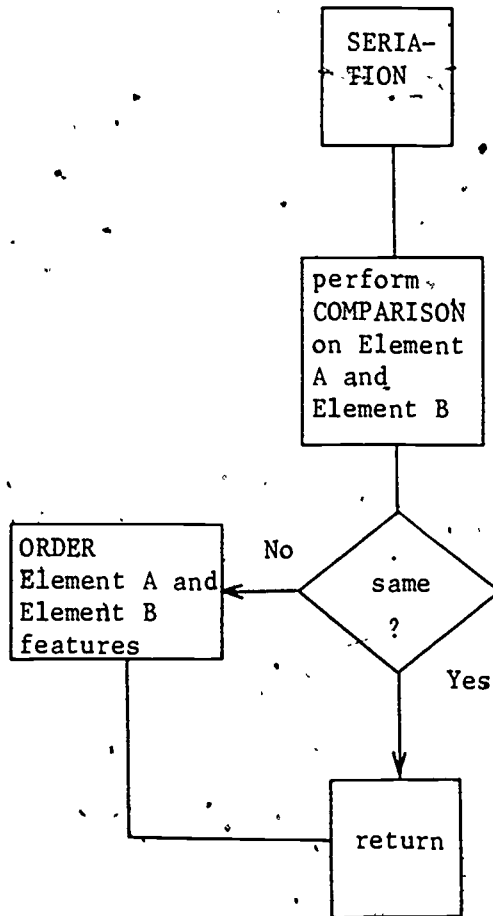 SERIA-
TION
perform
COMPARISON
on Element
A and
Element B
No
same
?
Yes
ORDER
Element A and
Element B
features
return